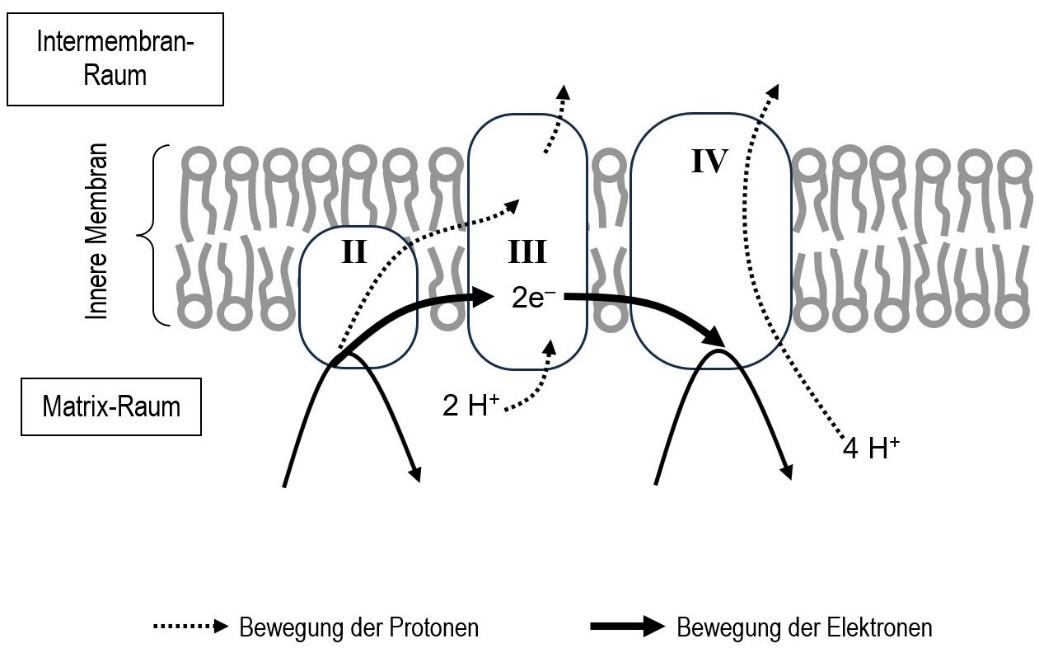 Intermembran-
Raum
Innere Membran
II
III
IV
2e⁻
Matrix-Raum
2 H⁺
4 H⁺
Bewegung der Protonen
Bewegung der Elektronen